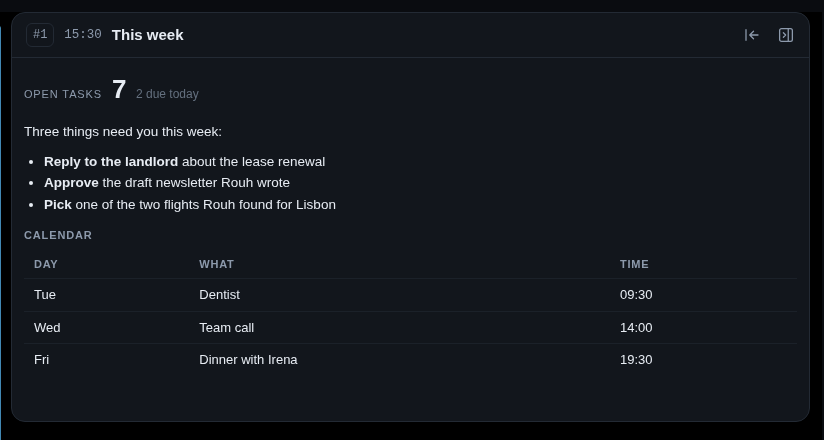 #1 15:30 This week
OPEN TASKS 7 2 due today
Three things need you this week:
• Reply to the landlord about the lease renewal
• Approve the draft newsletter Rouh wrote
• Pick one of the two flights Rouh found for Lisbon
CALENDAR
DAY WHAT TIME
Tue Dentist 09:30
Wed Team call 14:00
Fri Dinner with Irena 19:30